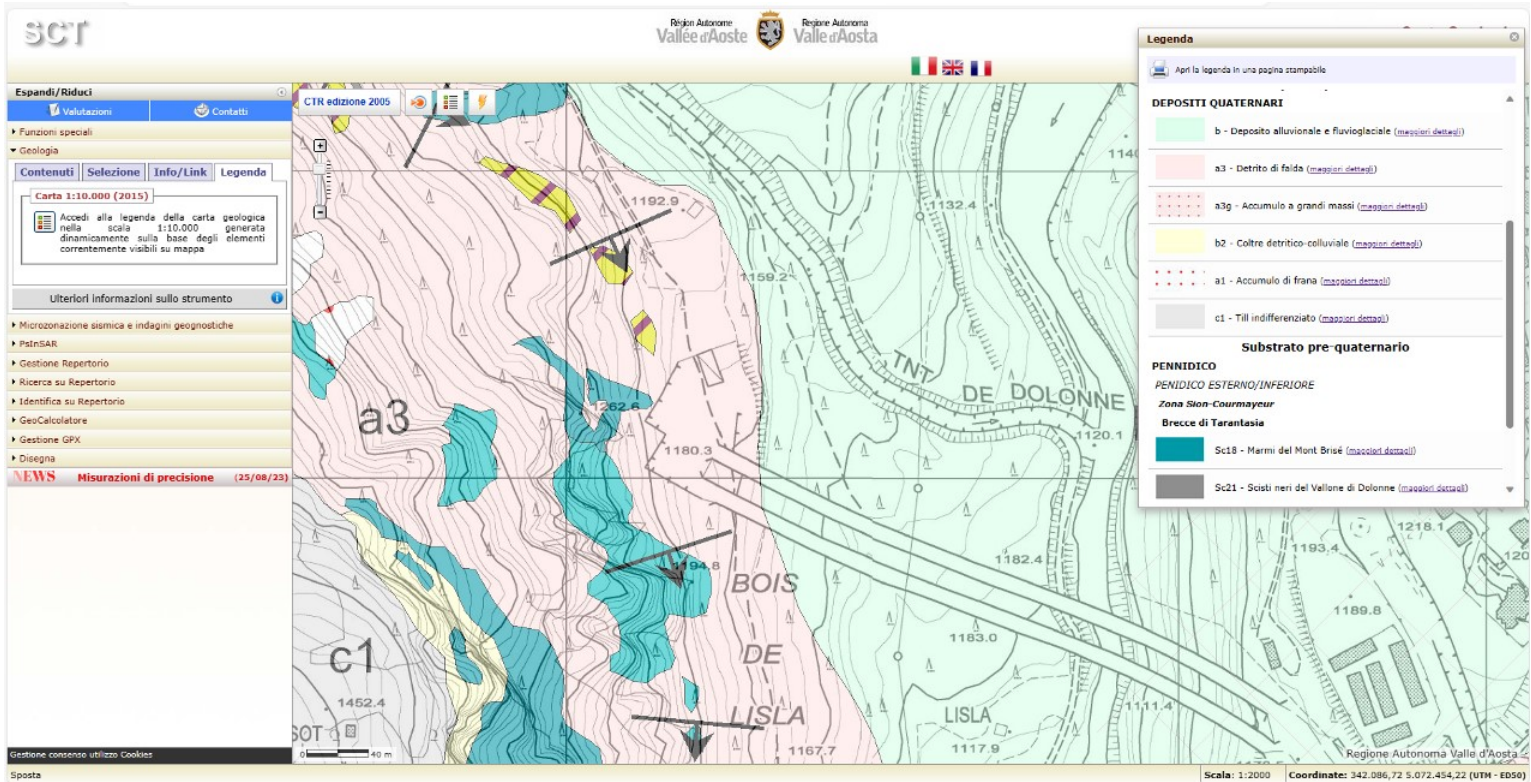 SCT
Région Autonome
Vallée d'Aoste
Regione Autonoma
Valle d'Aosta
Espandi/Riduci
Valutazioni
Contatti
Funzioni speciali
Geologia
Contenuti
Selezione
Info/Link
Legenda
Carta 1:10.000 (2015)
Accedi alla legenda della carta geologica
nella scala 1:10.000 generata
dinamicamente sulla base degli elementi
correntemente visibili su mappa
Ulteriori informazioni sullo strumento
Microzonazione sismica e indagini geognostiche
PsInSAR
Gestione Repertorio
Ricerca su Repertorio
Identifica su Repertorio
GeoCalcolatore
Gestione GPX
Disegna
NEWS Misurazioni di precisione (25/08/23)
Gestione consenso utilizzo Cookies
Sposta
CTR edizione 2005
1192.9
1132.4
1159.2
TNT
DE DOLONNE
a3
1262.6
1180.3
1120.1
1194.8
BOIS
1182.4
1218.1
1193.4
1189.8
DE
1183.0
c1
1452.4
LISLA
LISLA
1111.4
SOT
1167.7
1117.9
0
40 m
Regione Autonoma Valle d'Aosta
Legenda
Apri la legenda in una pagina stampabile
DEPOSITI QUATERNARI
b - Deposito alluvionale e fluvioglaciale (maggiori dettagli)
a3 - Detrito di falda (maggiori dettagli)
a3g - Accumulo a grandi massi (maggiori dettagli)
b2 - Coltre detritico-colluviale (maggiori dettagli)
a1 - Accumulo di frana (maggiori dettagli)
c1 - Till indifferenziato (maggiori dettagli)
Substrato pre-quaternario
PENNIDICO
PENIDICO ESTERNO/INFERIORE
Zona Sion-Courmayeur
Brecce di Tarantasia
Sc18 - Marmi del Mont Brisé (maggiori dettagli)
Sc21 - Scisti neri del Vallone di Dolonne (maggiori dettagli)
Scala: 1:2000
Coordinate: 342.086,72 5.072.454,22 (UTM - ED50)